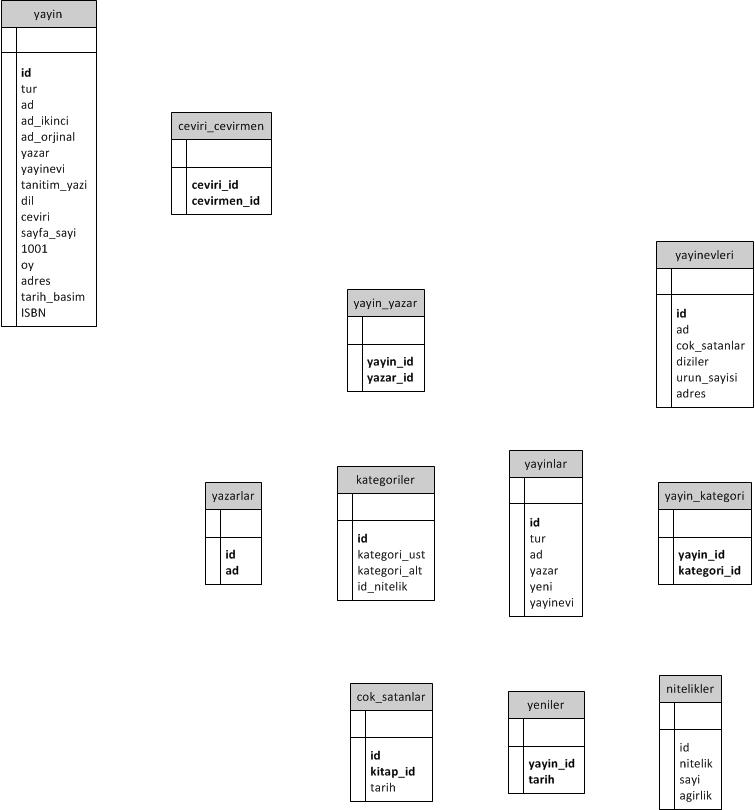 yayin
id
tur
ad
ad_ikinci
ad_orjinal
yazar
yayinevi
tanitim_yazi
dil
ceviri
sayfa_sayi
1001
oy
adres
tarih_basim
ISBN
ceviri_cevirmen
ceviri_id
cevirmen_id
yayinevleri
id
ad
cok_satanlar
diziler
urun_sayisi
adres
yayin_yazar
yayin_id
yazar_id
yazarlar
id
ad
kategoriler
id
kategori_ust
kategori_alt
id_nitelik
yayinlar
id
tur
ad
yazar
yeni
yayinevi
yayin_kategori
yayin_id
kategori_id
cok_satanlar
id
kitap_id
tarih
yeniler
yayin_id
tarih
nitelikler
id
nitelik
sayi
agirlik